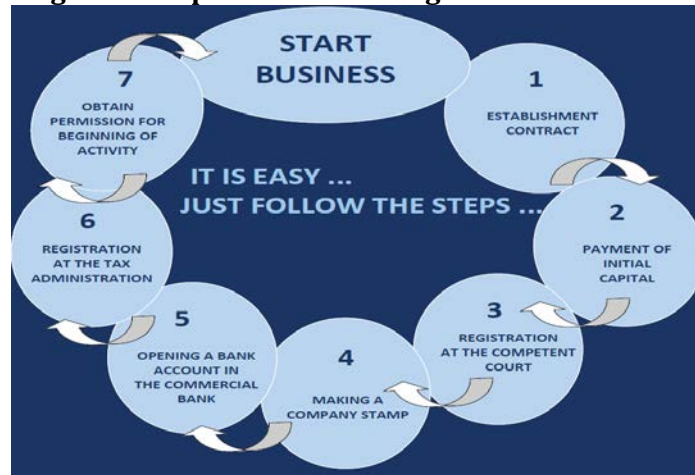 START
BUSINESS
1
ESTABLISHMENT
CONTRACT
2
PAYMENT OF
INITIAL
CAPITAL
3
REGISTRATION
AT THE COMPETENT
COURT
4
MAKING A
COMPANY STAMP
5
OPENING A BANK
ACCOUNT IN
THE COMMERCIAL
BANK
6
REGISTRATION
AT THE TAX
ADMINISTRATION
7
OBTAIN
PERMISSION FOR
BEGINNING OF
ACTIVITY
IT IS EASY ...
JUST FOLLOW THE STEPS ...